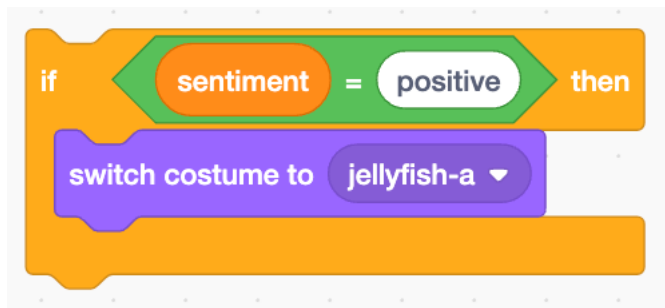 if sentiment = positive then
switch costume to jellyfish-a